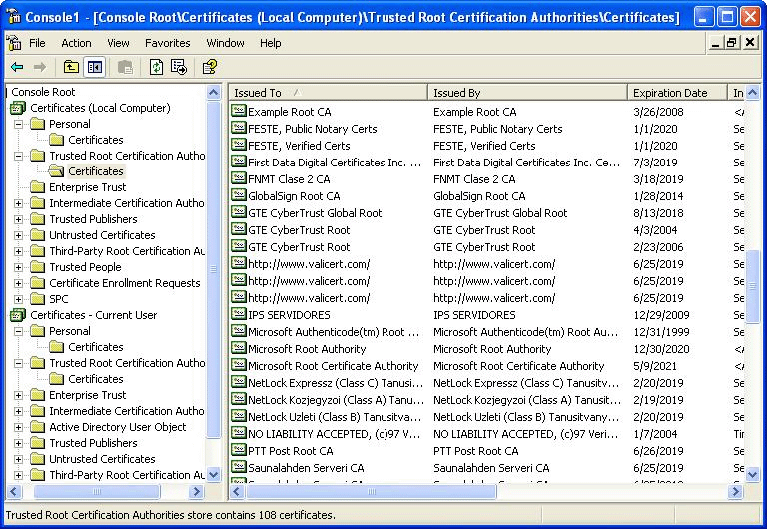 Console1 - [Console Root\Certificates (Local Computer)\Trusted Root Certification Authorities\Certificates]
File Action View Favorites Window Help
Console Root
Certificates (Local Computer)
Personal
Certificates
Trusted Root Certification Autho
Certificates
Enterprise Trust
Intermediate Certification Autho
Trusted Publishers
Untrusted Certificates
Third-Party Root Certification Au
Trusted People
Certificate Enrollment Requests
SPC
Certificates - Current User
Personal
Certificates
Trusted Root Certification Autho
Certificates
Enterprise Trust
Intermediate Certification Autho
Active Directory User Object
Trusted Publishers
Untrusted Certificates
Third-Party Root Certification Au
Issued To Issued By Expiration Date In
Example Root CA Example Root CA 3/26/2008 <A
FESTE, Public Notary Certs FESTE, Public Notary Certs 1/1/2020 Se
FESTE, Verified Certs FESTE, Verified Certs 1/1/2020 Se
First Data Digital Certificates Inc. ... First Data Digital Certificates Inc. Ce... 7/3/2019 Se
FNMT Clase 2 CA FNMT Clase 2 CA 3/18/2019 Se
GlobalSign Root CA GlobalSign Root CA 1/28/2014 Se
GTE CyberTrust Global Root GTE CyberTrust Global Root 8/13/2018 Se
GTE CyberTrust Root GTE CyberTrust Root 4/3/2004 Se
GTE CyberTrust Root GTE CyberTrust Root 2/23/2006 Se
http://www.valicert.com/ http://www.valicert.com/ 6/25/2019 Se
http://www.valicert.com/ http://www.valicert.com/ 6/25/2019 Se
http://www.valicert.com/ http://www.valicert.com/ 6/25/2019 Se
IPS SERVIDORES IPS SERVIDORES 12/29/2009 Se
Microsoft Authenticode(tm) Root ... Microsoft Authenticode(tm) Root Au... 12/31/1999 Se
Microsoft Root Authority Microsoft Root Authority 12/30/2020 <A
Microsoft Root Certificate Authority Microsoft Root Certificate Authority 5/9/2021 <A
NetLock Expressz (Class C) Tanusi... NetLock Expressz (Class C) Tanusitv... 2/20/2019 Se
NetLock Kozjegyzoi (Class A) Tanu... NetLock Kozjegyzoi (Class A) Tanusit... 2/19/2019 Se
NetLock Uzleti (Class B) Tanusitva... NetLock Uzleti (Class B) Tanusitvany... 2/20/2019 Se
NO LIABILITY ACCEPTED, (c)97 V... NO LIABILITY ACCEPTED, (c)97 Veri... 1/7/2004 Tir
PTT Post Root CA PTT Post Root CA 6/26/2019 Se
Saunalahden Serveri CA Saunalahden Serveri CA 6/25/2019 Se
Trusted Root Certification Authorities store contains 108 certificates.